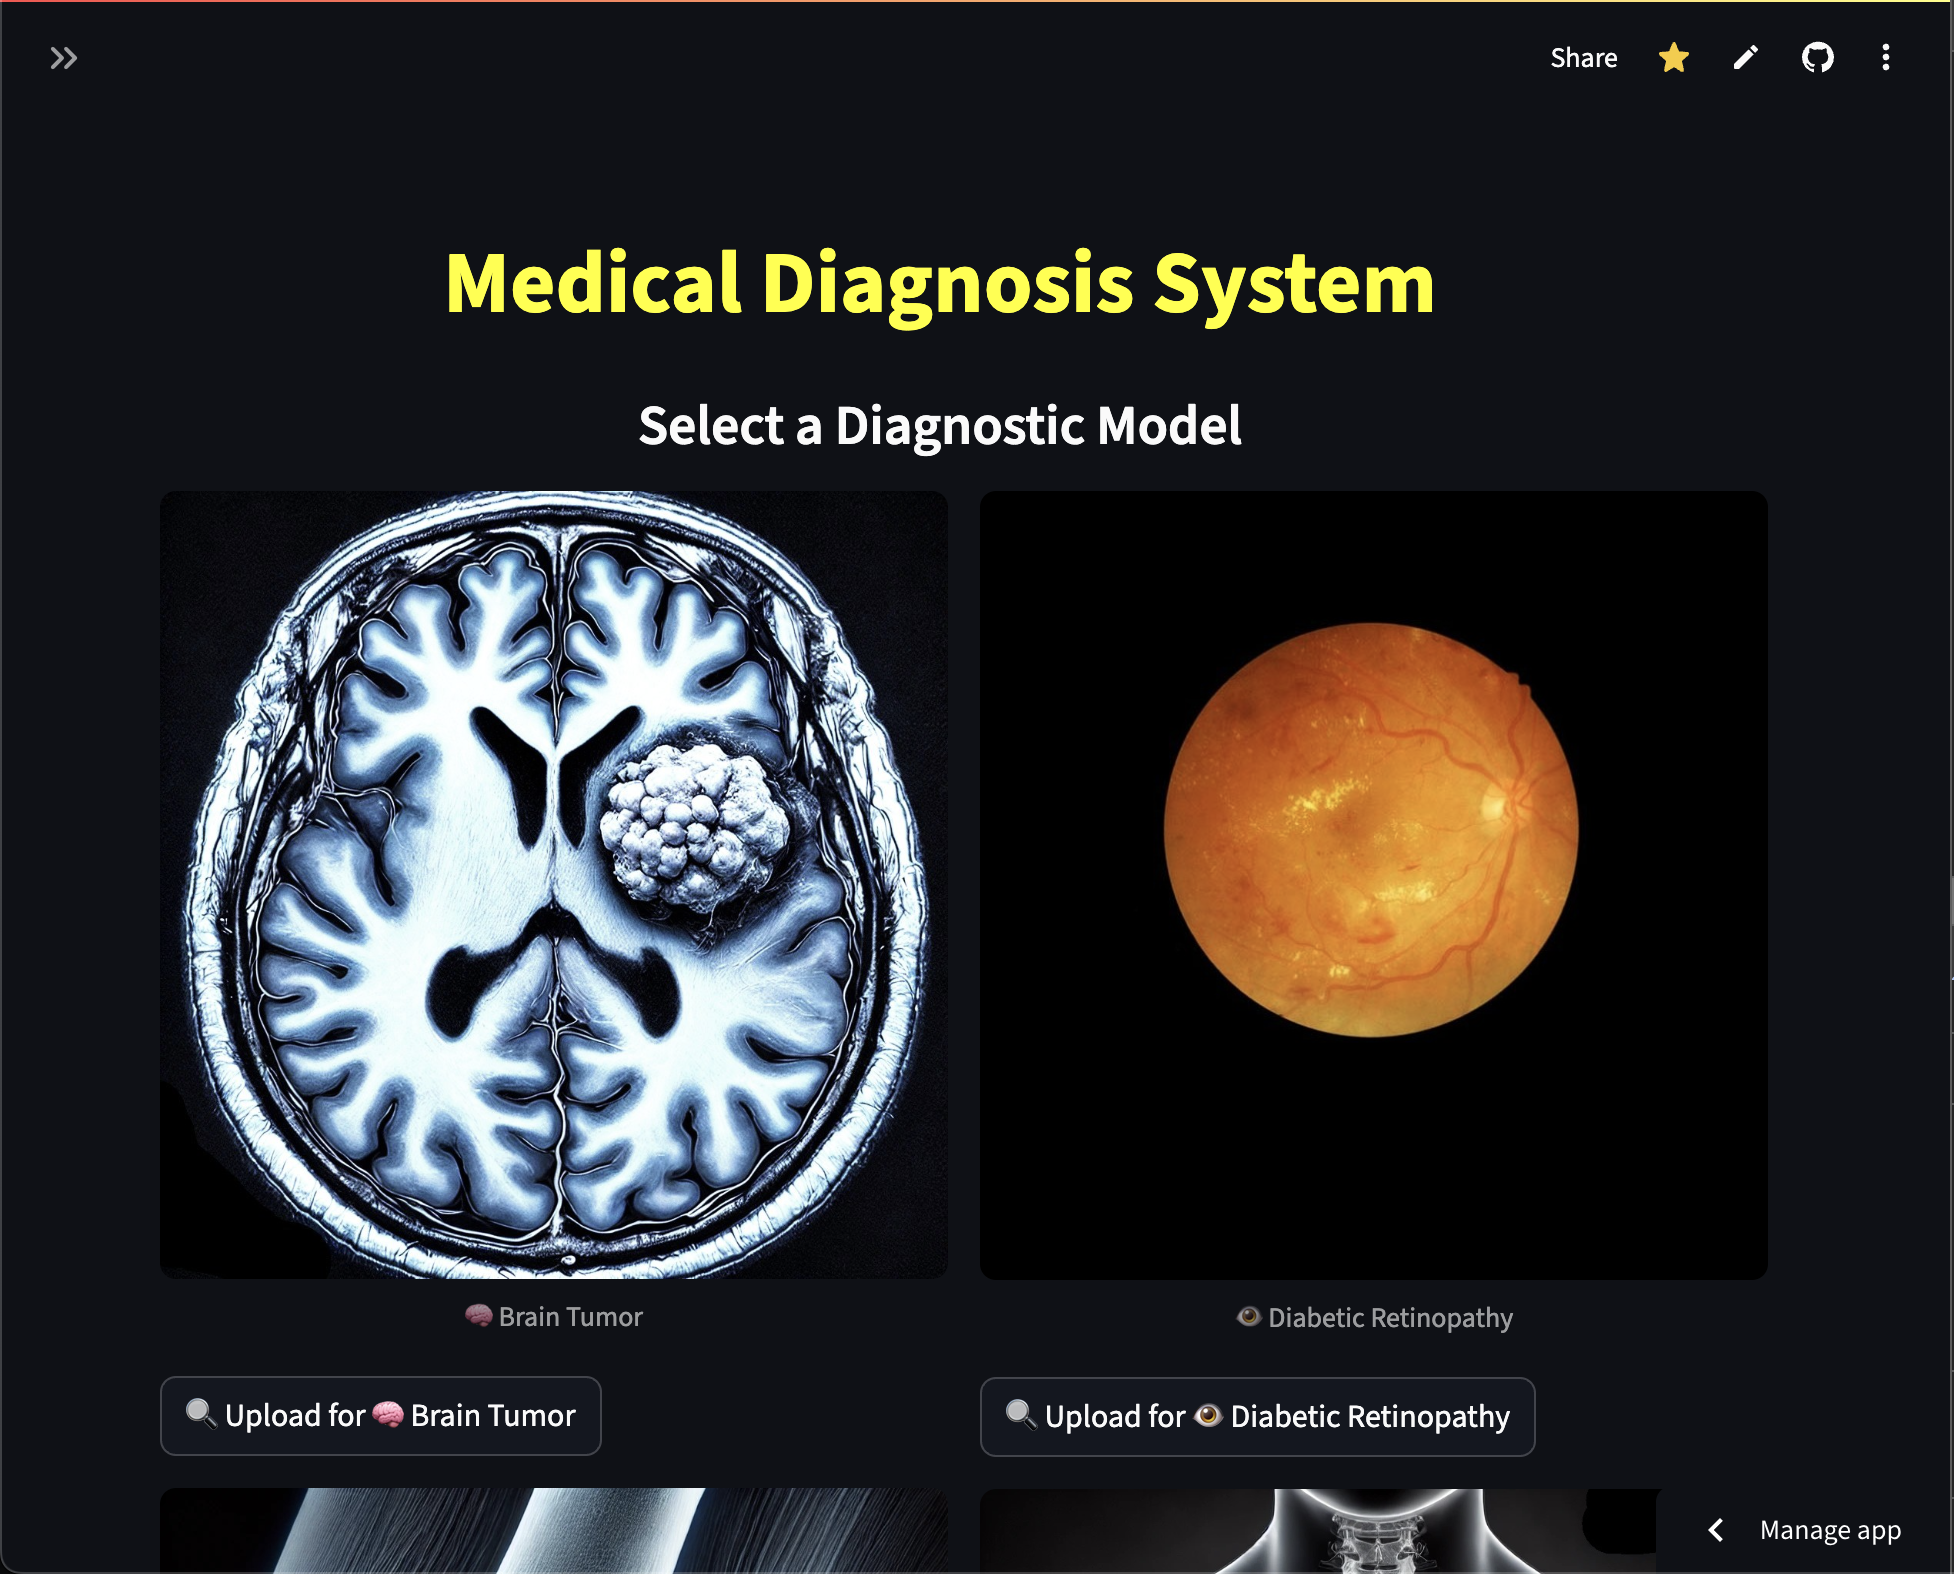 Share
Medical Diagnosis System
Select a Diagnostic Model
🧠 Brain Tumor
👁️ Diabetic Retinopathy
🔍 Upload for 🧠 Brain Tumor
🔍 Upload for 👁️ Diabetic Retinopathy
Manage app